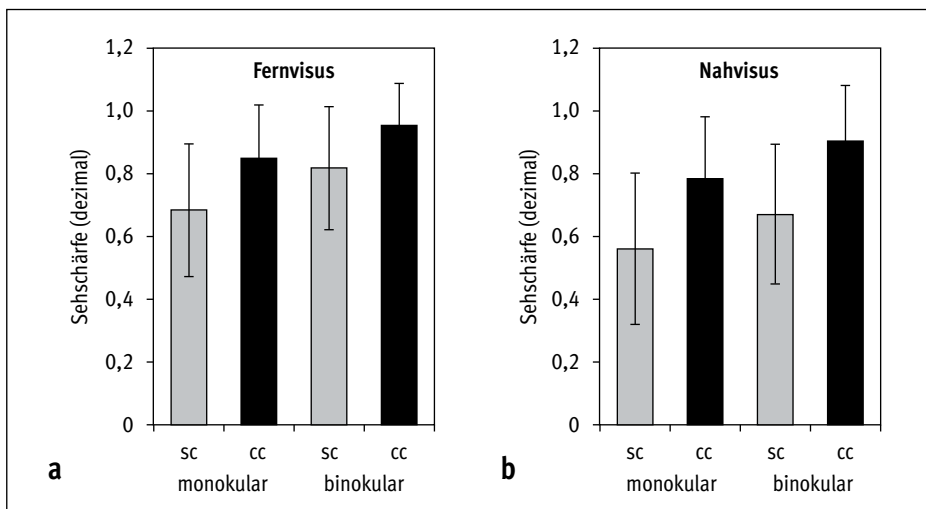 Fernvisus
Sehschärfe (dezimal)
1,2
1,0
0,8
0,6
0,4
0,2
0
sc cc sc cc
monokular binokular
a
Nahvisus
Sehschärfe (dezimal)
1,2
1,0
0,8
0,6
0,4
0,2
0
sc cc sc cc
monokular binokular
b